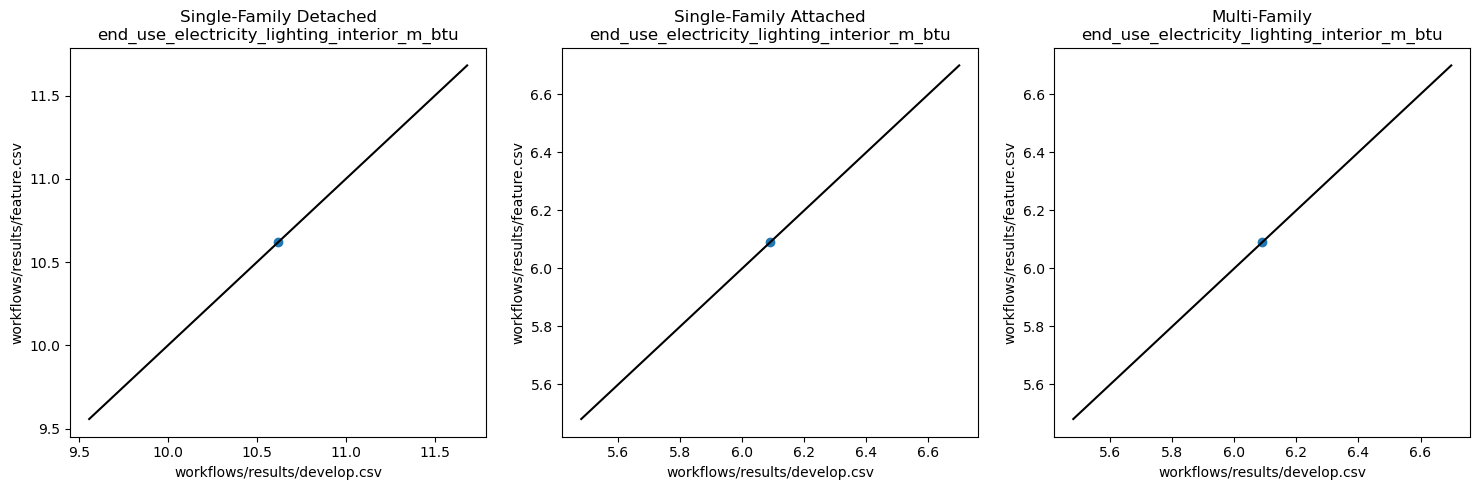 Single-Family Detached
end_use_electricity_lighting_interior_m_btu
workflows/results/feature.csv
11.5
11.0
10.5
10.0
9.5
9.5 10.0 10.5 11.0 11.5
workflows/results/develop.csv
Single-Family Attached
end_use_electricity_lighting_interior_m_btu
workflows/results/feature.csv
6.6
6.4
6.2
6.0
5.8
5.6
5.6 5.8 6.0 6.2 6.4 6.6
workflows/results/develop.csv
Multi-Family
end_use_electricity_lighting_interior_m_btu
workflows/results/feature.csv
6.6
6.4
6.2
6.0
5.8
5.6
5.6 5.8 6.0 6.2 6.4 6.6
workflows/results/develop.csv